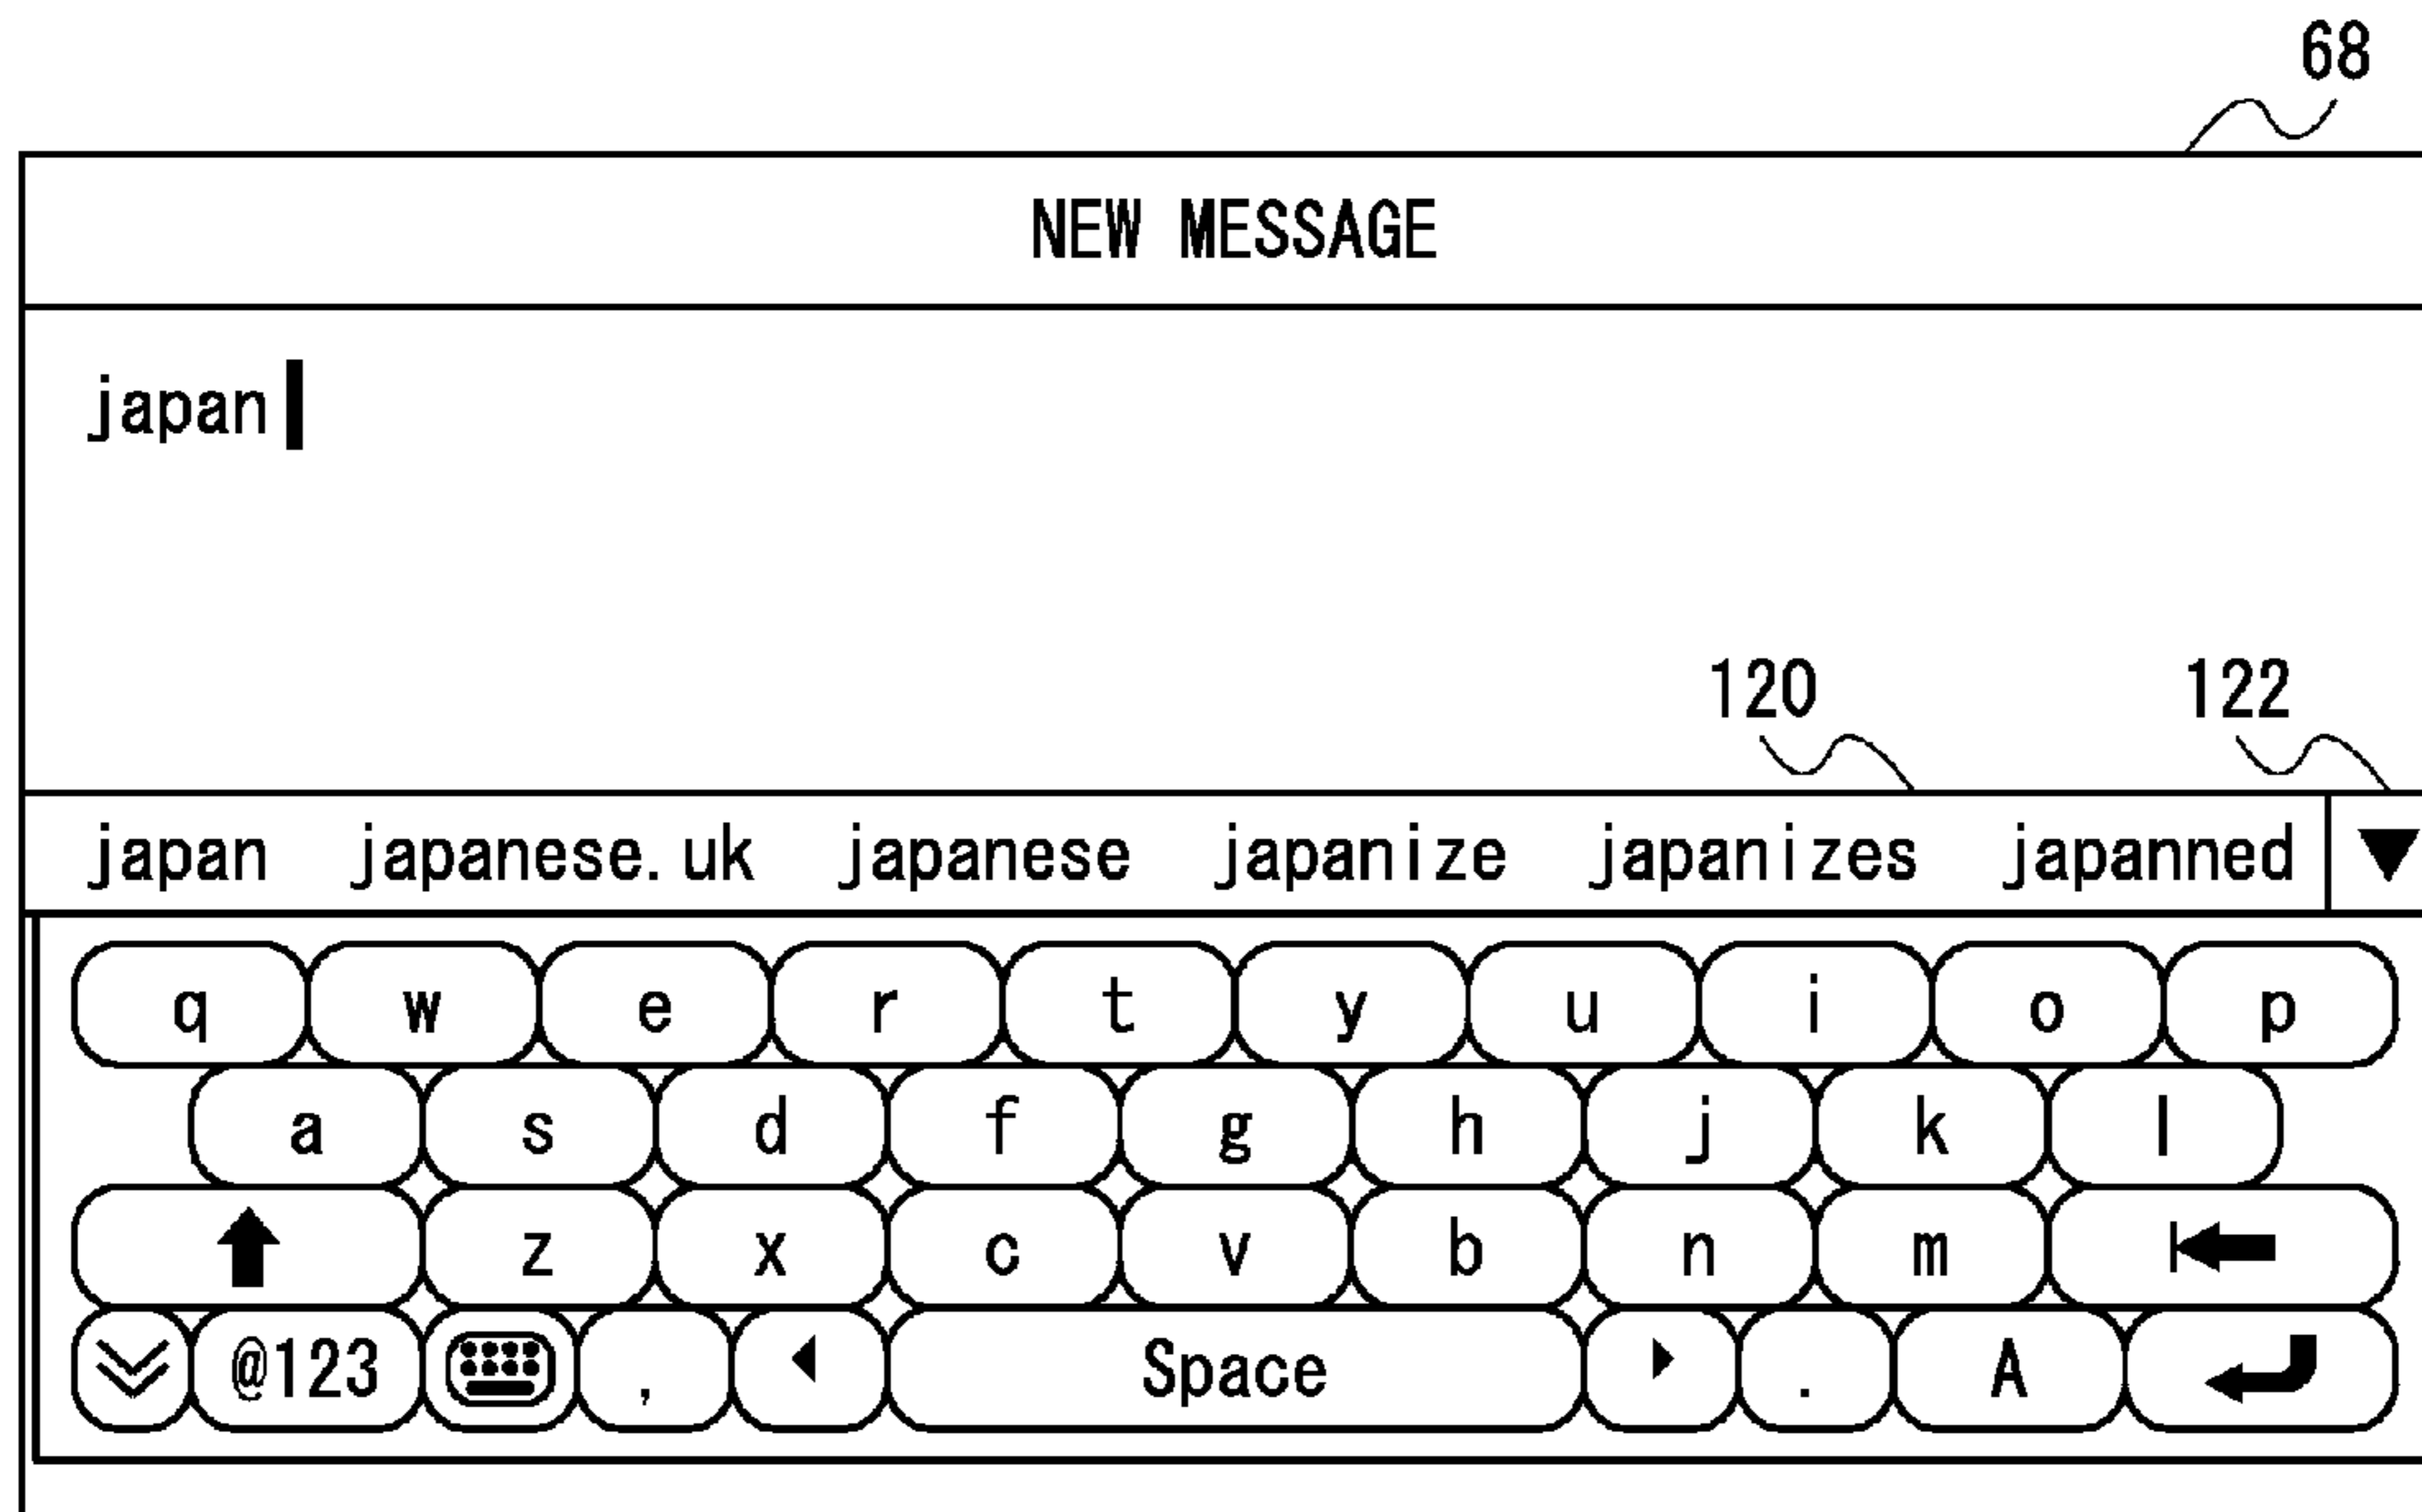 68
NEW MESSAGE
japan
120 122
japan japanese.uk japanese japanize japanizes japanned
q w e r t y u i o p
a s d f g h j k l
z x c v b n m
@123 , Space . A